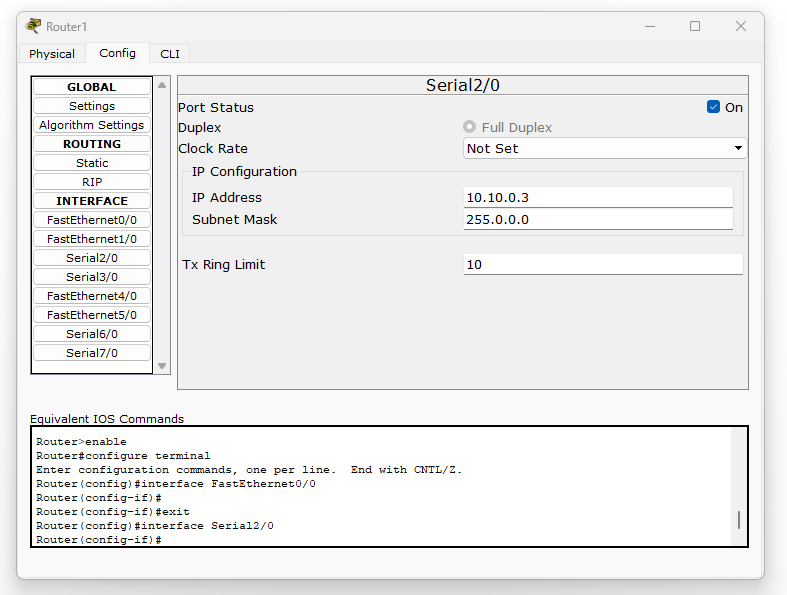 Router1
Physical Config CLI
GLOBAL
Settings
Algorithm Settings
ROUTING
Static
RIP
INTERFACE
FastEthernet0/0
FastEthernet1/0
Serial2/0
Serial3/0
FastEthernet4/0
FastEthernet5/0
Serial6/0
Serial7/0
Serial2/0
Port Status On
Duplex Full Duplex
Clock Rate Not Set
IP Configuration
IP Address 10.10.0.3
Subnet Mask 255.0.0.0
Tx Ring Limit 10
Equivalent IOS Commands
Router>enable
Router#configure terminal
Enter configuration commands, one per line.  End with CNTL/Z.
Router(config)#interface FastEthernet0/0
Router(config-if)#
Router(config-if)#exit
Router(config)#interface Serial2/0
Router(config-if)#